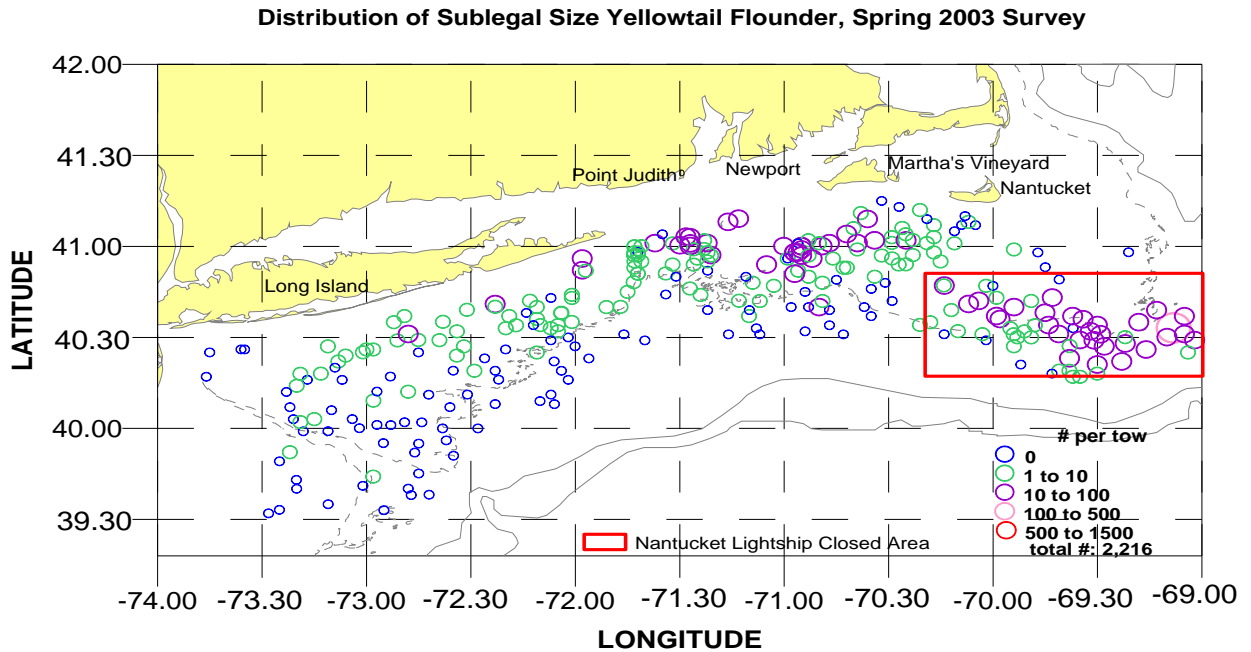 Distribution of Sublegal Size Yellowtail Flounder, Spring 2003 Survey
42.00
41.30
41.00
40.30
40.00
39.30
LATITUDE
Point Judith
Newport
Martha's Vineyard
Nantucket
Long Island
# per tow
0
1 to 10
10 to 100
100 to 500
500 to 1500
total #: 2,216
Nantucket Lightship Closed Area
-74.00 -73.30 -73.00 -72.30 -72.00 -71.30 -71.00 -70.30 -70.00 -69.30 -69.00
LONGITUDE